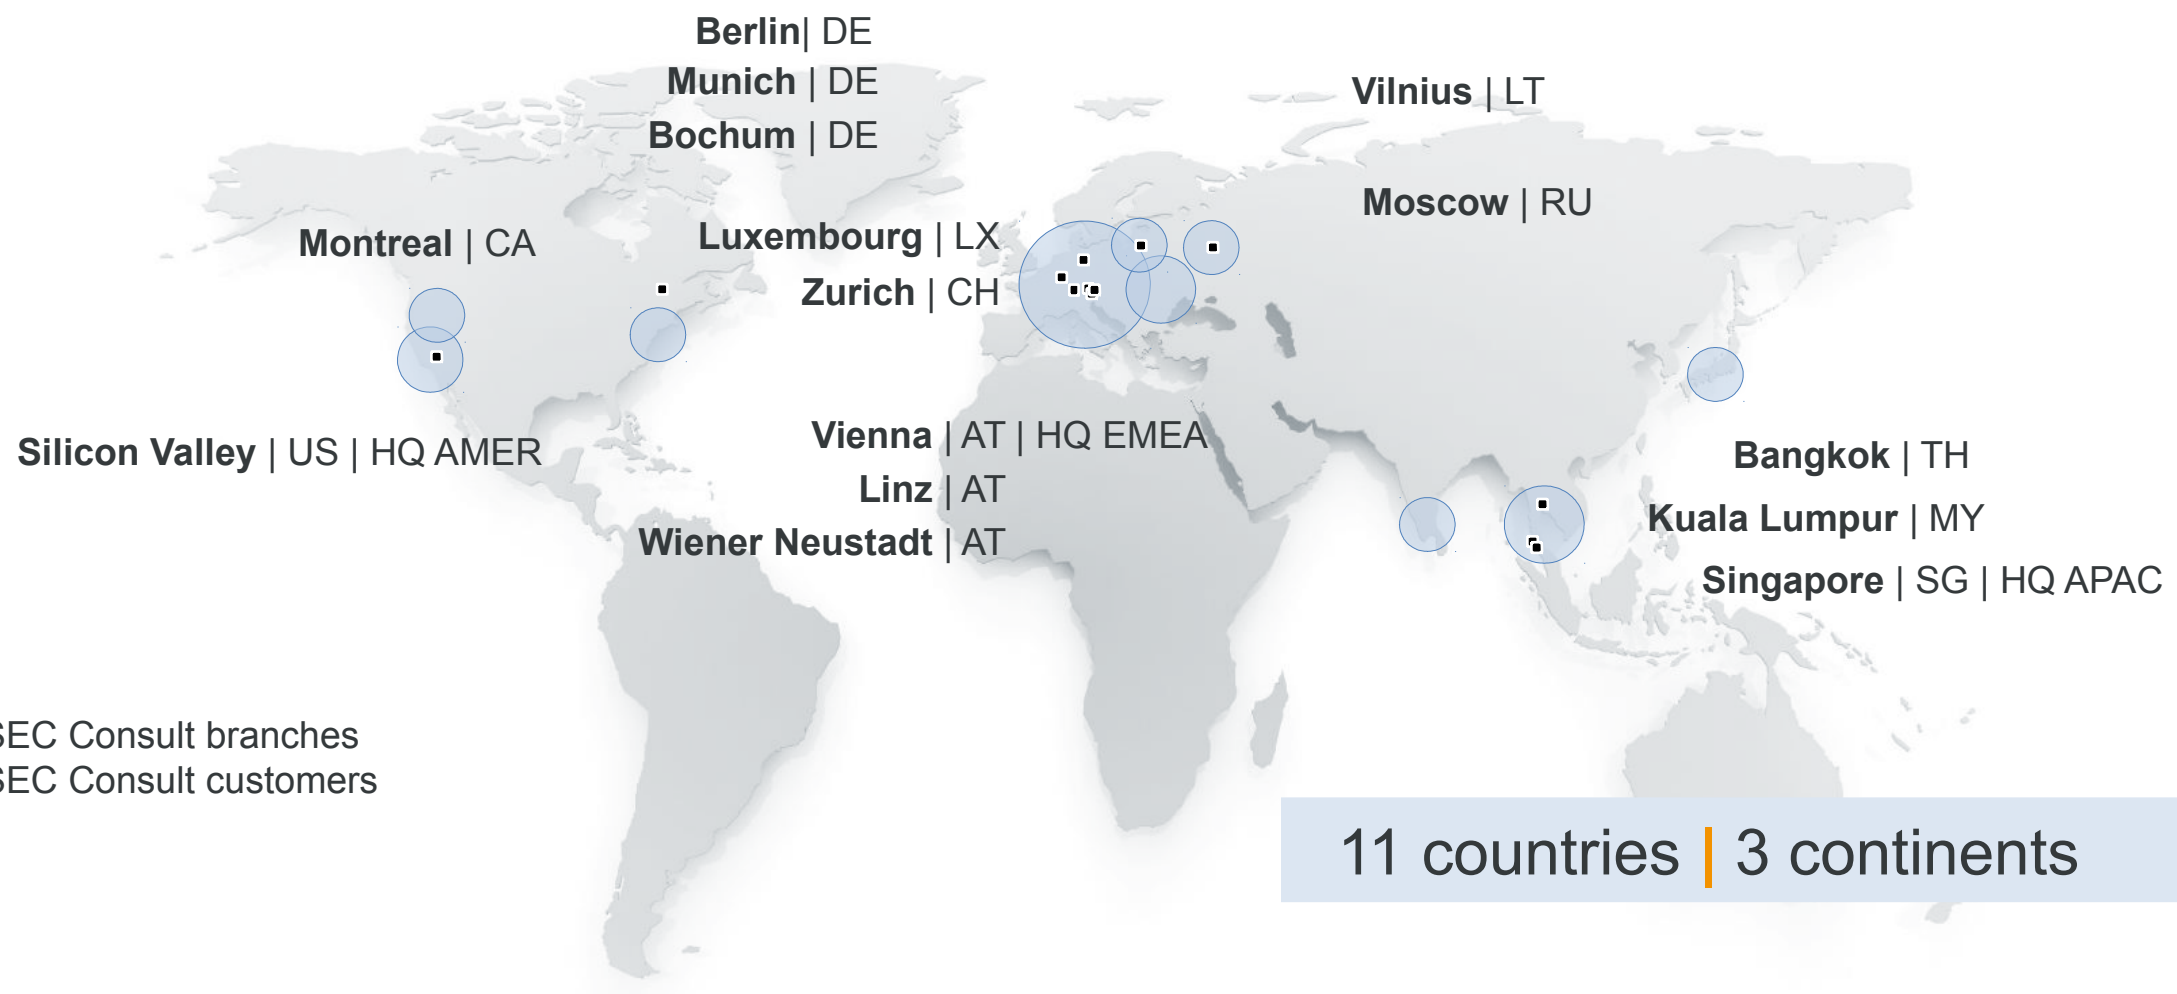 Berlin| DE
Munich | DE
Bochum | DE
Vilnius | LT
Moscow | RU
Montreal | CA
Luxembourg | LX
Zurich | CH
Silicon Valley | US | HQ AMER
Vienna | AT | HQ EMEA
Linz | AT
Wiener Neustadt | AT
Bangkok | TH
Kuala Lumpur | MY
Singapore | SG | HQ APAC
SEC Consult branches
SEC Consult customers
11 countries | 3 continents